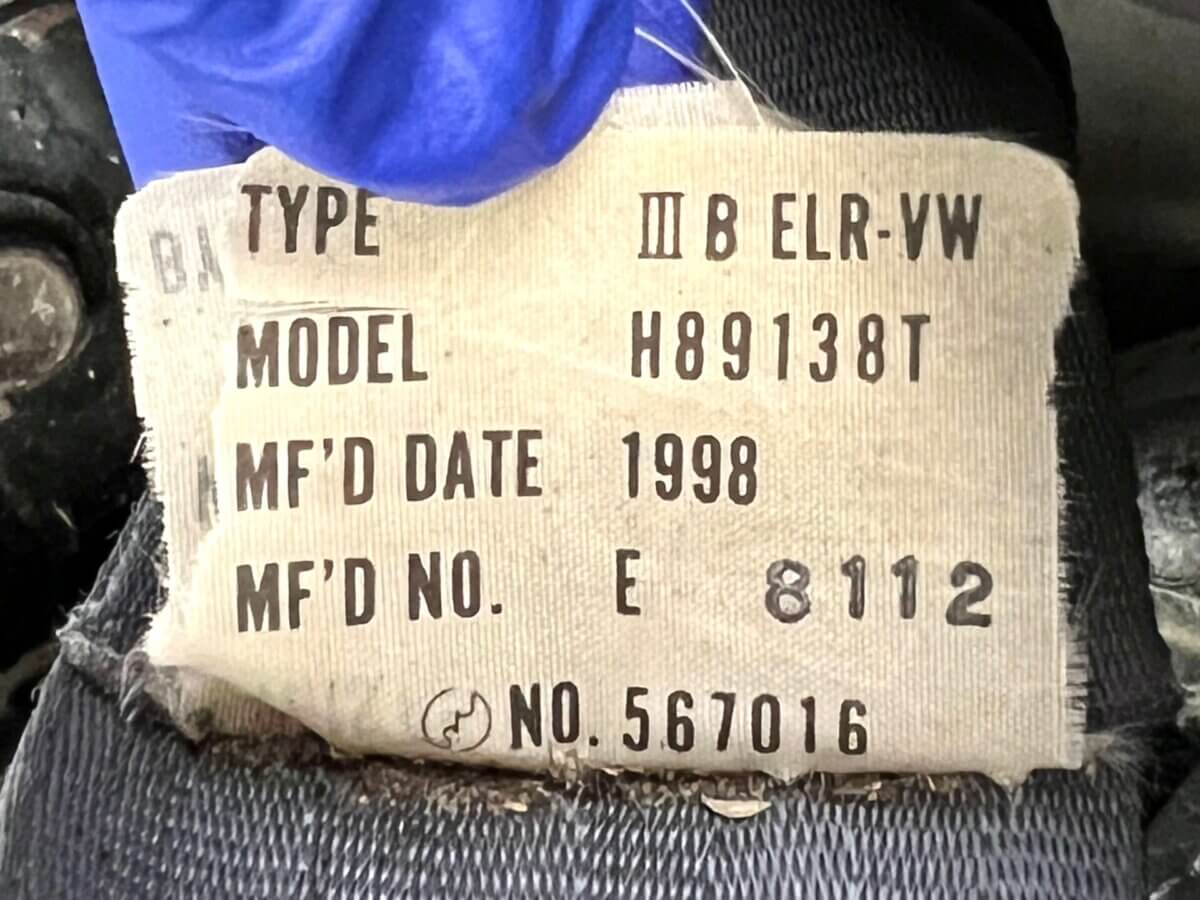 TYPE Ⅲ B ELR-VW
MODEL H89138T
MF'D DATE 1998
MF'D NO. E 8112
NO. 567016